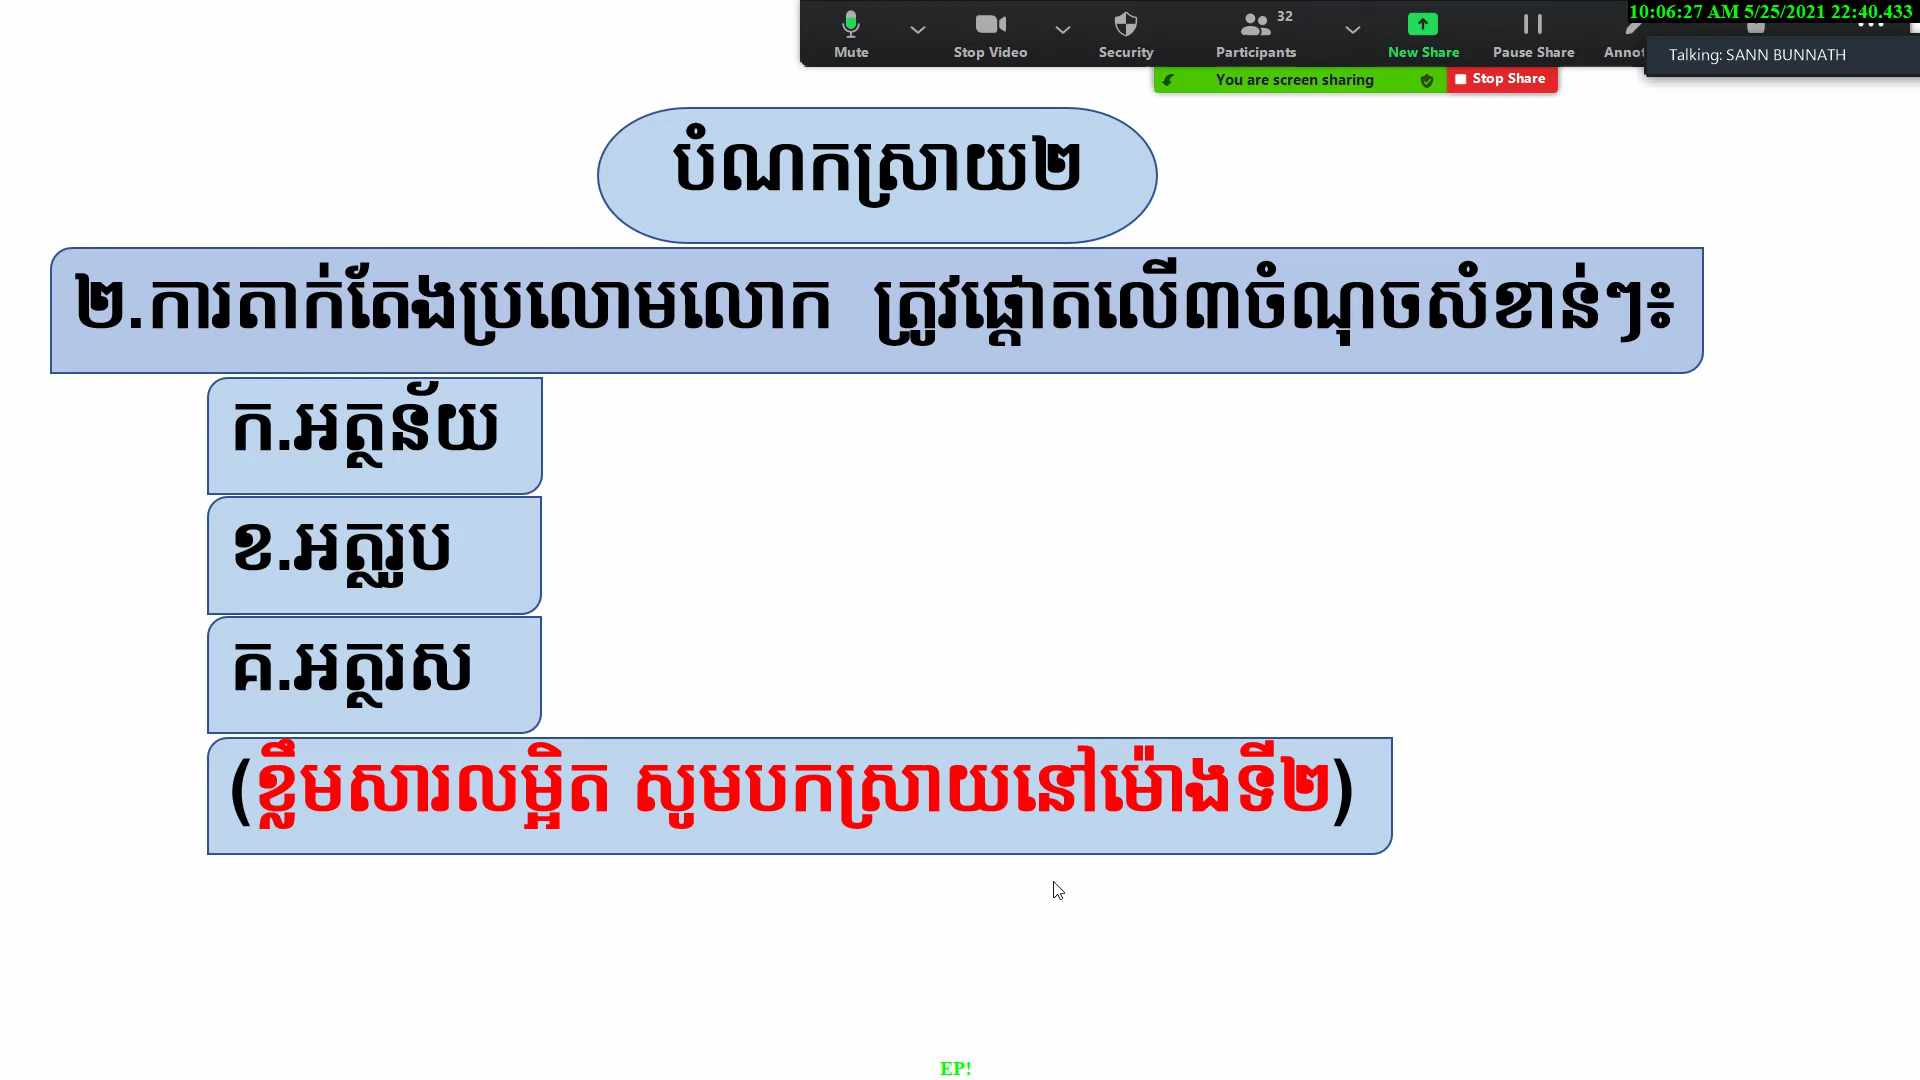 10:06:27 AM 5/25/2021 22:40.433
32
Mute Stop Video Security Participants New Share Pause Share
Talking: SANN BUNNATH
You are screen sharing Stop Share
បំណកស្រាយ២
២.ការតាក់តែងប្រលោមលោក ត្រូវផ្តោតលើ៣ចំណុចសំខាន់ៗ៖
ក.អត្ថន័យ
ខ.អត្ថរូប
គ.អត្ថរស
(ខ្លឹមសារលម្អិត សូមបកស្រាយនៅម៉ោងទី២)
EP!